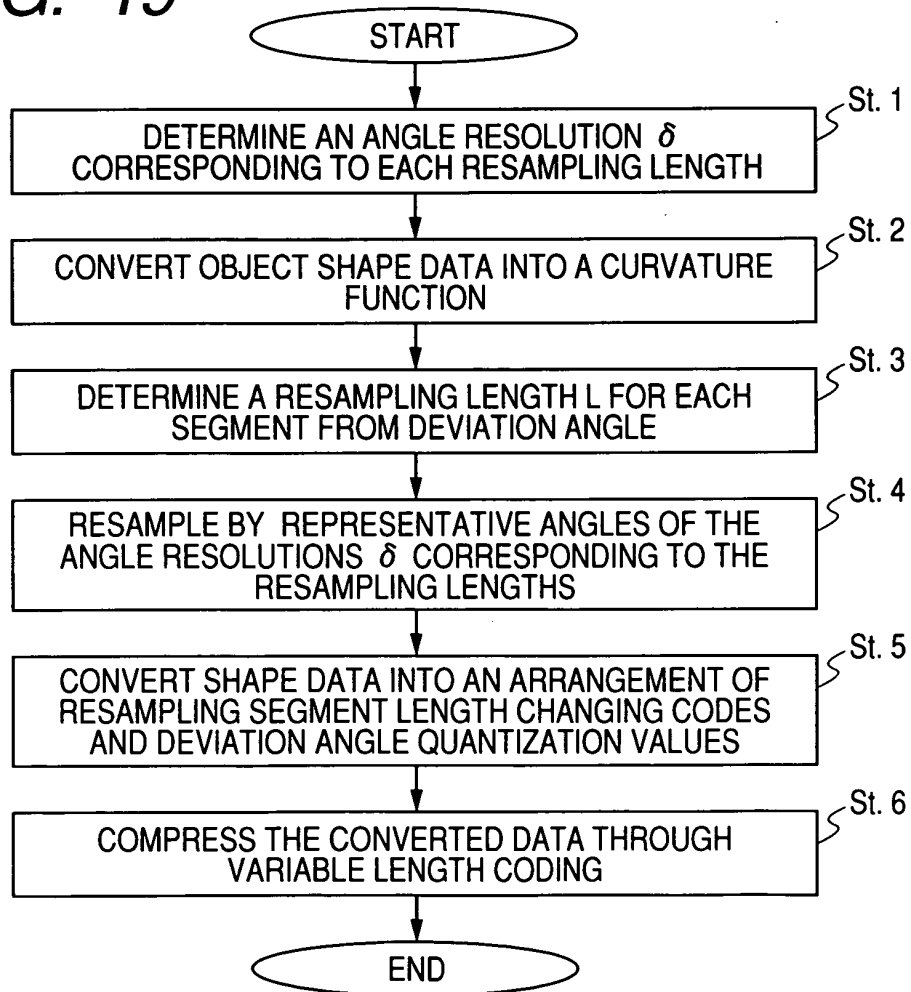 G. 19
START
St. 1
DETERMINE AN ANGLE RESOLUTION δ
CORRESPONDING TO EACH RESAMPLING LENGTH
St. 2
CONVERT OBJECT SHAPE DATA INTO A CURVATURE
FUNCTION
St. 3
DETERMINE A RESAMPLING LENGTH L FOR EACH
SEGMENT FROM DEVIATION ANGLE
St. 4
RESAMPLE BY REPRESENTATIVE ANGLES OF THE
ANGLE RESOLUTIONS δ CORRESPONDING TO THE
RESAMPLING LENGTHS
St. 5
CONVERT SHAPE DATA INTO AN ARRANGEMENT OF
RESAMPLING SEGMENT LENGTH CHANGING CODES
AND DEVIATION ANGLE QUANTIZATION VALUES
St. 6
COMPRESS THE CONVERTED DATA THROUGH
VARIABLE LENGTH CODING
END